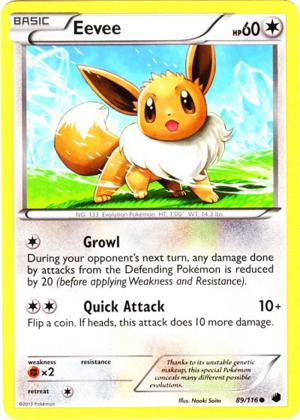 BASIC
Eevee HP60
NO. 133 Evolution Pokémon HT: 1'00" WT: 14.3 lbs.
Growl
During your opponent's next turn, any damage done
by attacks from the Defending Pokémon is reduced
by 20 (before applying Weakness and Resistance).
Quick Attack 10+
Flip a coin. If heads, this attack does 10 more damage.
weakness resistance
×2
retreat
Thanks to its unstable genetic
makeup, this special Pokémon
conceals many different
possible evolutions.
©2013 Pokémon
Illus. Naoki Saito 89/116